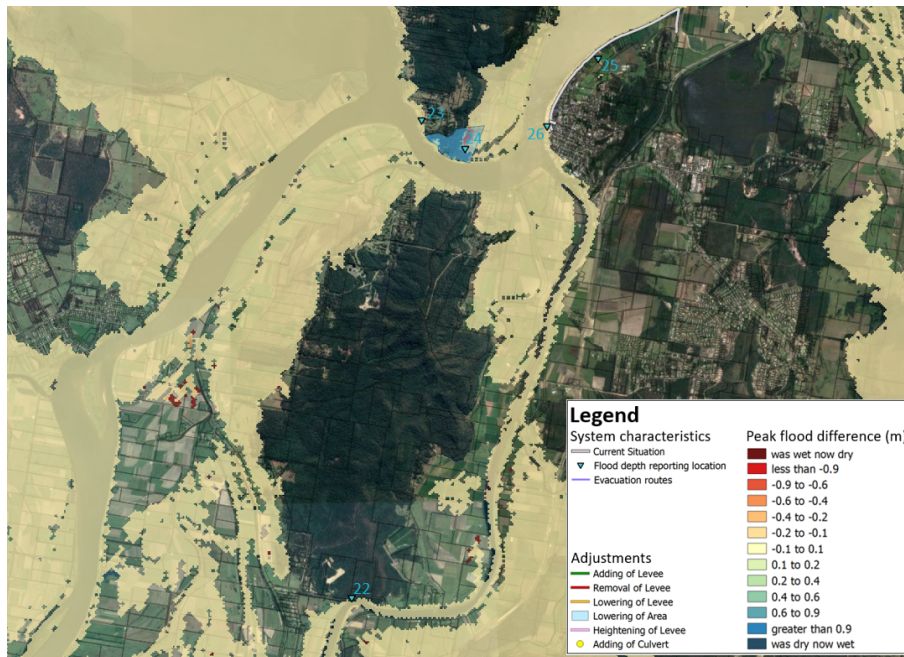 25
23
26
24
22
Legend
System characteristics
Current Situation
Flood depth reporting location
Evacuation routes
Adjustments
Adding of Levee
Removal of Levee
Lowering of Levee
Lowering of Area
Heightening of Levee
Adding of Culvert
Peak flood difference (m)
was wet now dry
less than -0.9
-0.9 to -0.6
-0.6 to -0.4
-0.4 to -0.2
-0.2 to -0.1
-0.1 to 0.1
0.1 to 0.2
0.2 to 0.4
0.4 to 0.6
0.6 to 0.9
greater than 0.9
was dry now wet